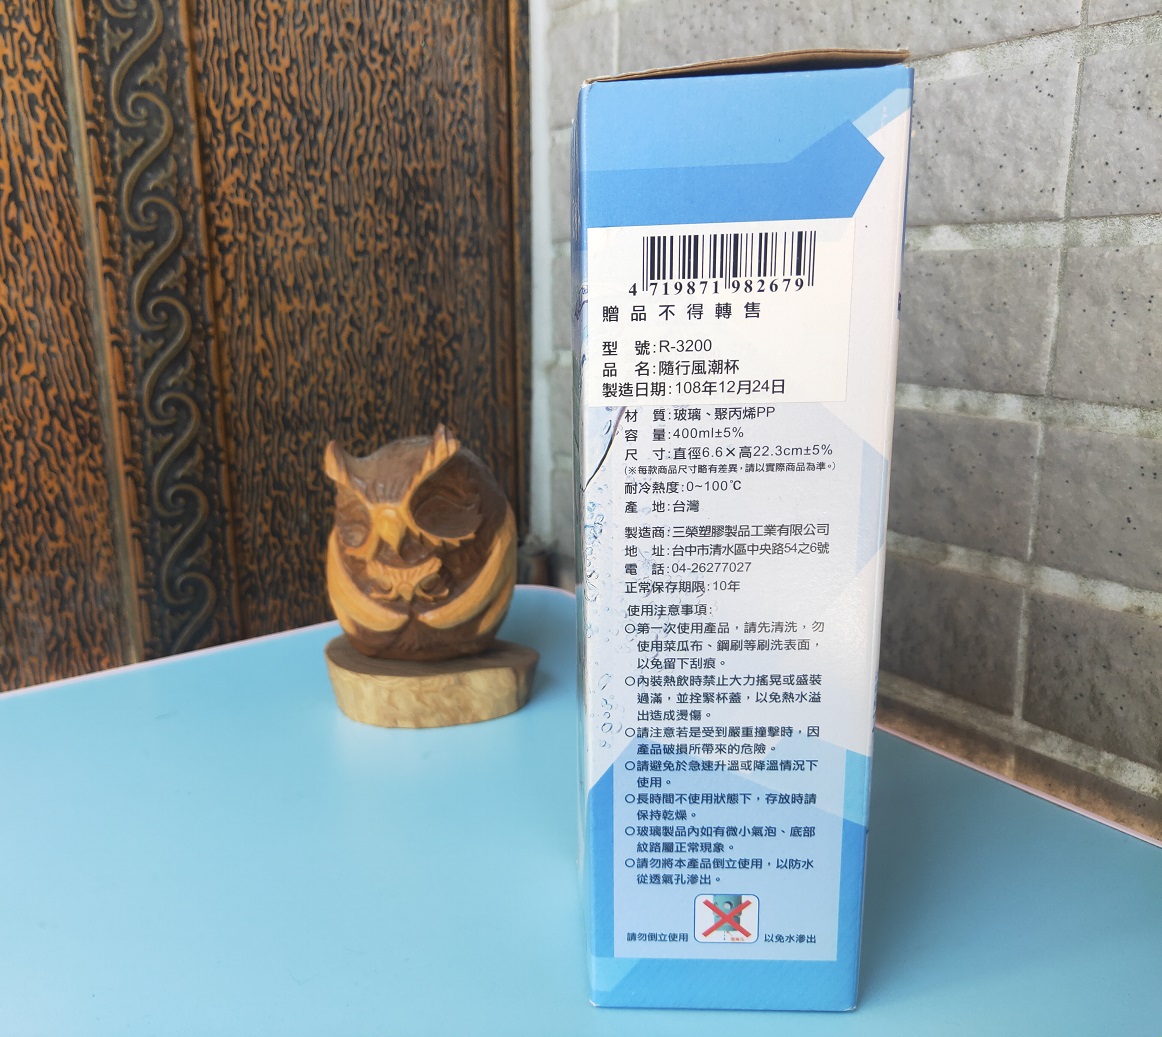 4 719871 982679
贈品不得轉售
型 號:R-3200
品 名:隨行風潮杯
製造日期:108年12月24日
材 質:玻璃、聚丙烯PP
容 量:400ml±5%
尺 寸:直徑6.6×高22.3cm±5%
(※每款商品尺寸略有差異,請以實際商品為準。)
耐冷熱度:0~100℃
產 地:台灣
製造商:三榮塑膠製品工業有限公司
地 址:台中市清水區中央路54之6號
電 話:04-26277027
正常保存期限:10年
使用注意事項:
○第一次使用產品,請先清洗,勿
使用菜瓜布、鋼刷等刷洗表面,
以免留下刮痕。
○內裝熱飲時禁止大力搖晃或盛裝
過滿,並拴緊杯蓋,以免熱水溢
出造成燙傷。
○請注意若是受到嚴重撞擊時,因
產品破損所帶來的危險。
○請避免於急速升溫或降溫情況下
使用。
○長時間不使用狀態下,存放時請
保持乾燥。
○玻璃製品內如有微小氣泡、底部
紋路屬正常現象。
○請勿將本產品倒立使用,以防水
從透氣孔滲出。
請勿倒立使用 以免水滲出